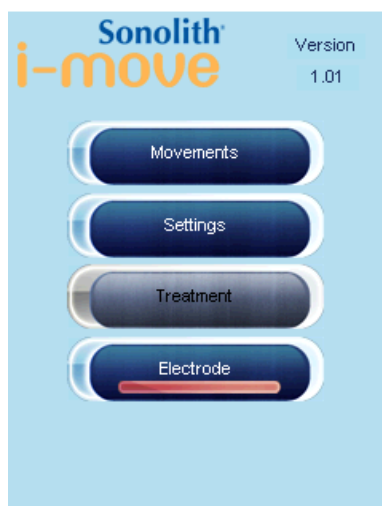 Sonolith
i-move
Version
1.01
Movements
Settings
Treatment
Electrode